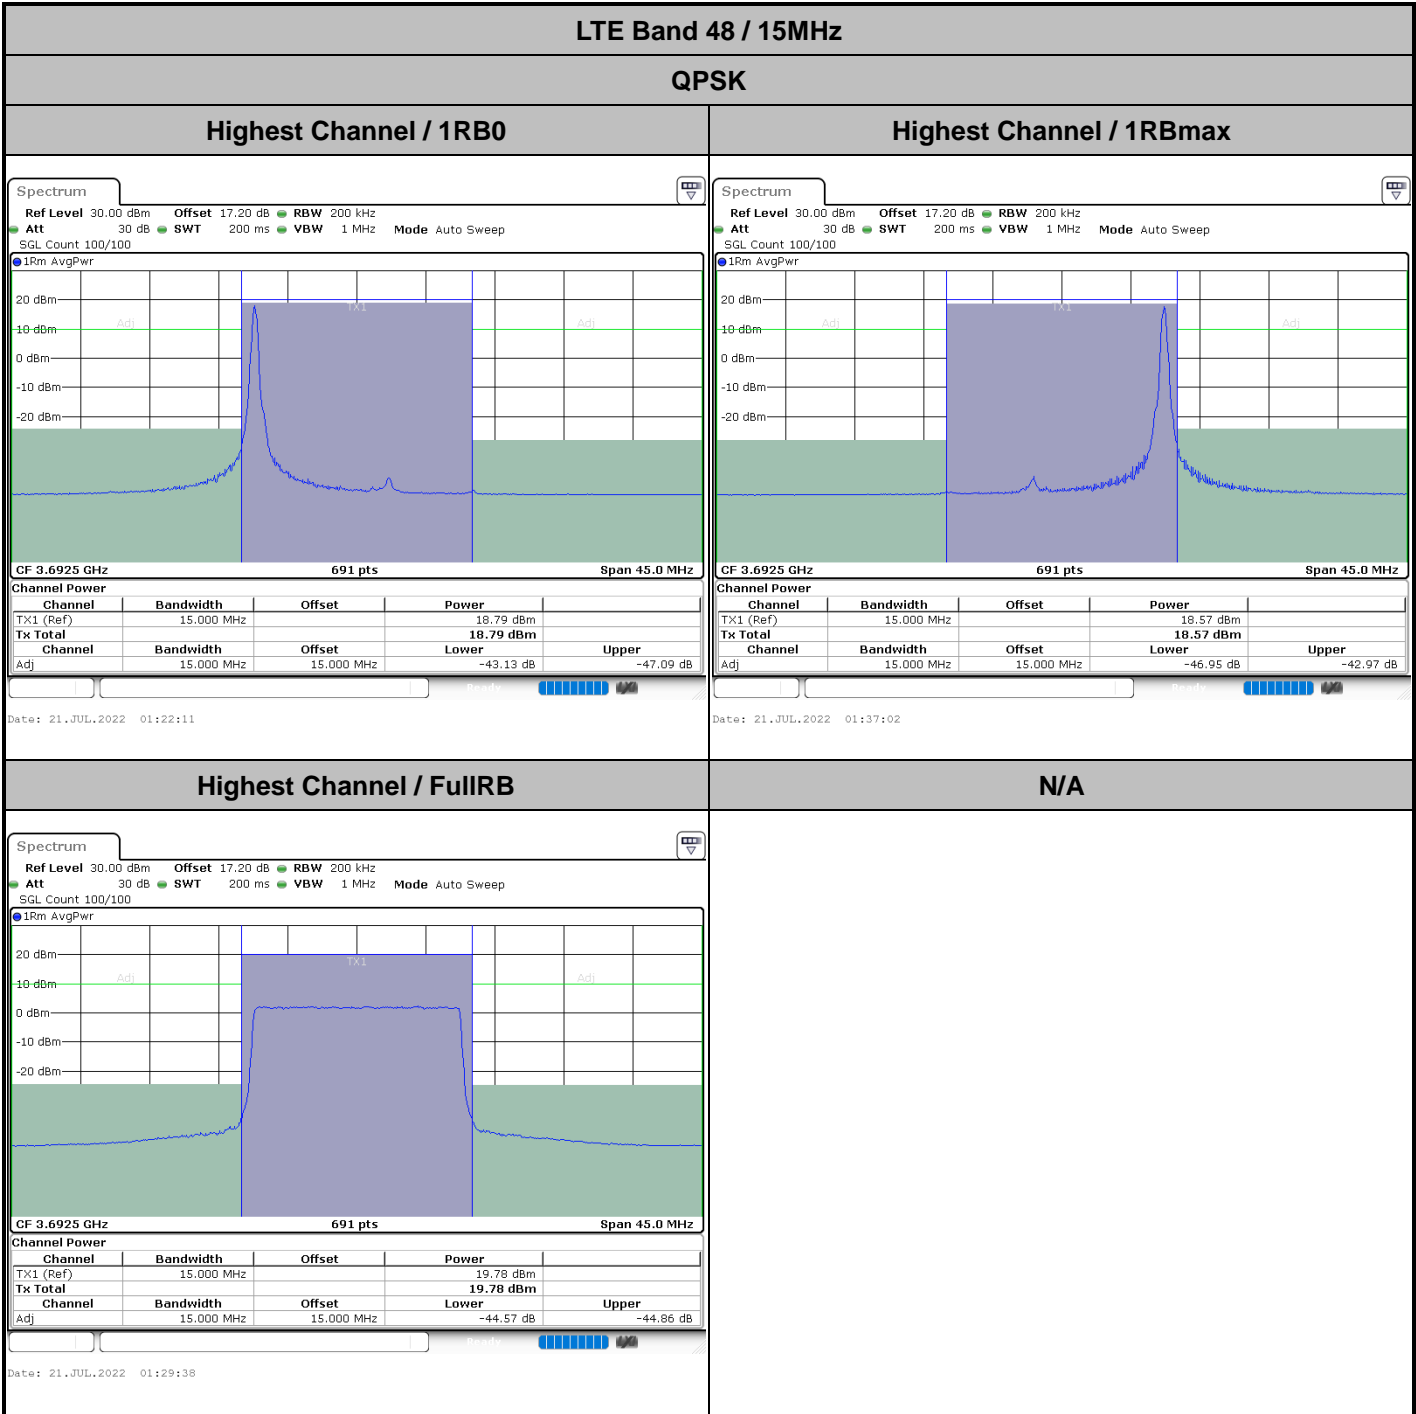 LTE Band 48 / 15MHz
QPSK
Highest Channel / 1RB0
Highest Channel / 1RBmax
Spectrum
Ref Level 30.00 dBm Offset 17.20 dB RBW 200 kHz
Att 30 dB SWT 200 ms VBW 1 MHz Mode Auto Sweep
SGL Count 100/100
1Rm AvgPwr
TX1
20 dBm
Adj Adj
10 dBm
0 dBm
-10 dBm
-20 dBm
CF 3.6925 GHz 691 pts Span 45.0 MHz
Channel Power
Channel Bandwidth Offset Power
TX1 (Ref) 15.000 MHz 18.79 dBm
Tx Total 18.79 dBm
Channel Bandwidth Offset Lower Upper
Adj 15.000 MHz 15.000 MHz -43.13 dB -47.09 dB
Ready
Date: 21.JUL.2022 01:22:11
Spectrum
Ref Level 30.00 dBm Offset 17.20 dB RBW 200 kHz
Att 30 dB SWT 200 ms VBW 1 MHz Mode Auto Sweep
SGL Count 100/100
1Rm AvgPwr
TX1
20 dBm
Adj Adj
10 dBm
0 dBm
-10 dBm
-20 dBm
CF 3.6925 GHz 691 pts Span 45.0 MHz
Channel Power
Channel Bandwidth Offset Power
TX1 (Ref) 15.000 MHz 18.57 dBm
Tx Total 18.57 dBm
Channel Bandwidth Offset Lower Upper
Adj 15.000 MHz 15.000 MHz -46.95 dB -42.97 dB
Ready
Date: 21.JUL.2022 01:37:02
Highest Channel / FullRB
N/A
Spectrum
Ref Level 30.00 dBm Offset 17.20 dB RBW 200 kHz
Att 30 dB SWT 200 ms VBW 1 MHz Mode Auto Sweep
SGL Count 100/100
1Rm AvgPwr
20 dBm
TX1
Adj Adj
10 dBm
0 dBm
-10 dBm
-20 dBm
CF 3.6925 GHz 691 pts Span 45.0 MHz
Channel Power
Channel Bandwidth Offset Power
TX1 (Ref) 15.000 MHz 19.78 dBm
Tx Total 19.78 dBm
Channel Bandwidth Offset Lower Upper
Adj 15.000 MHz 15.000 MHz -44.57 dB -44.86 dB
Ready
Date: 21.JUL.2022 01:29:38